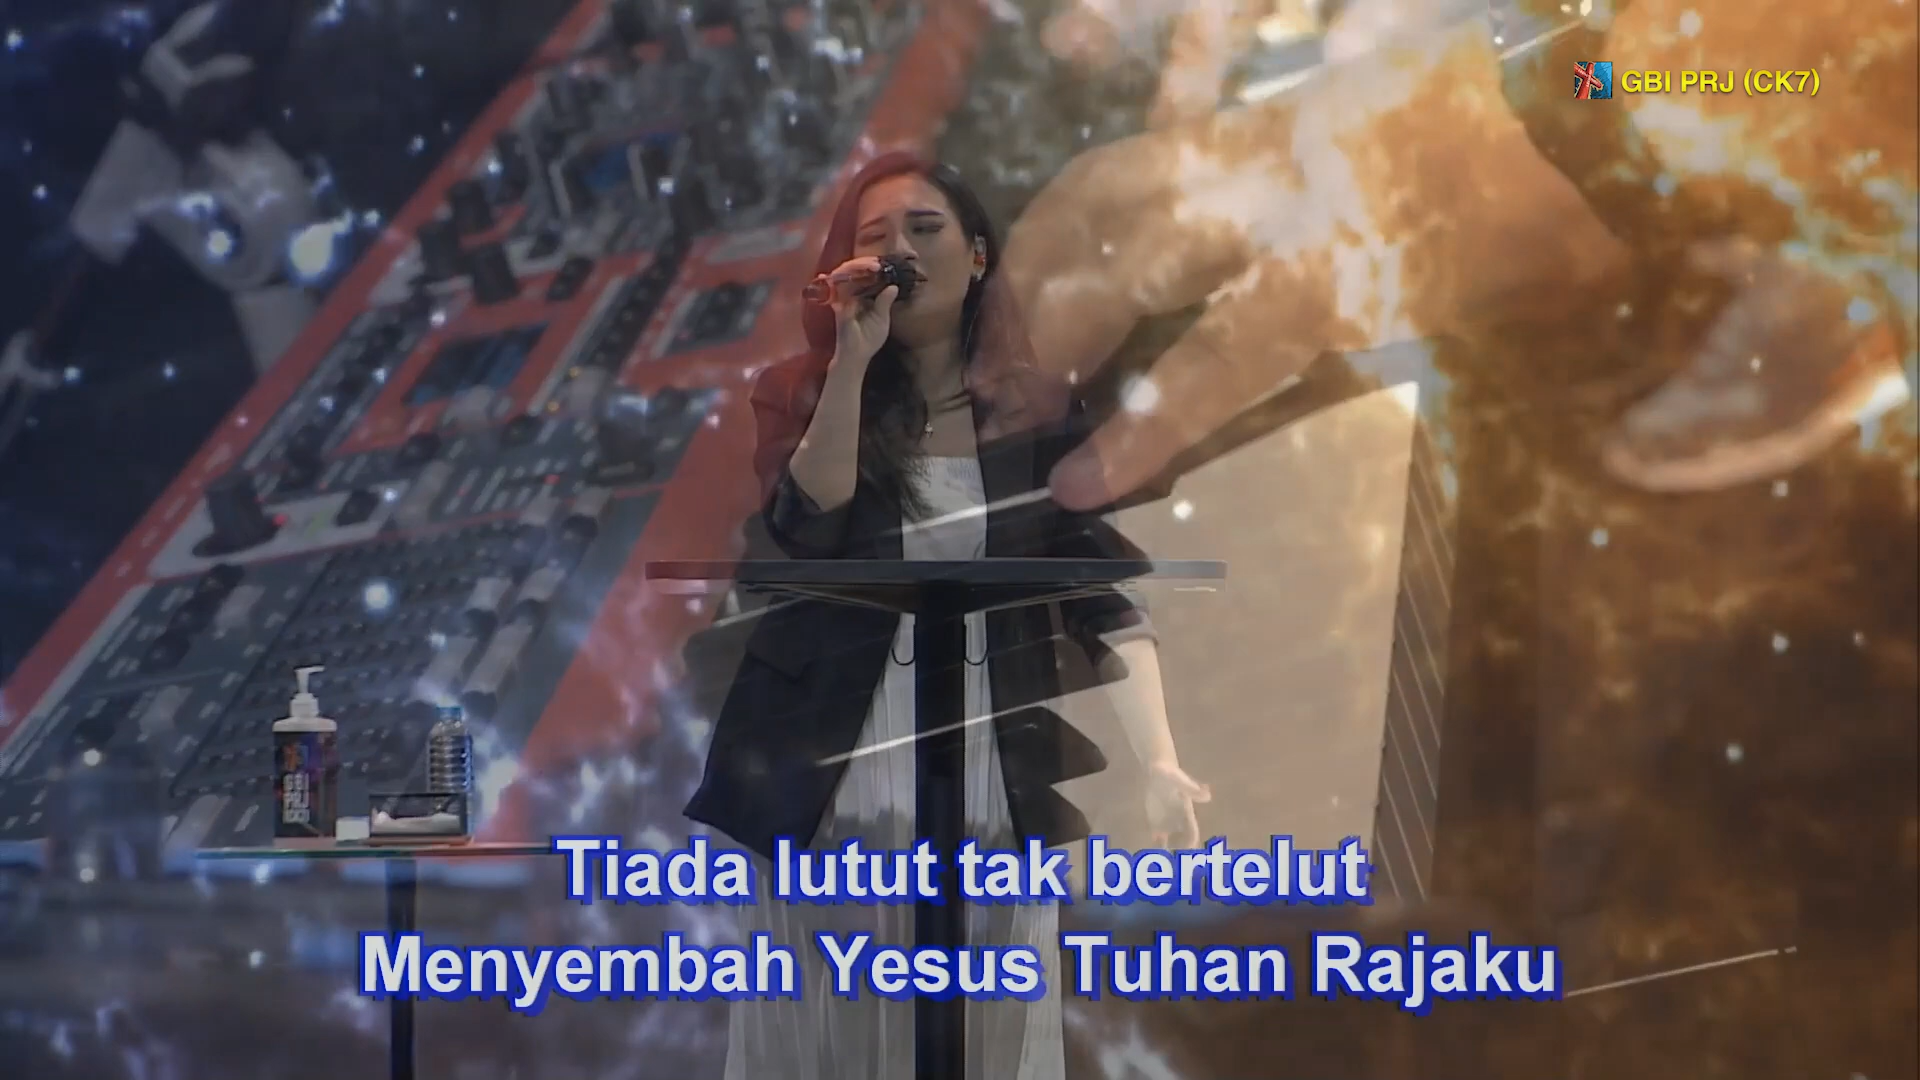 GBI PRJ (CK7)
Tiada lutut tak bertelut
Menyembah Yesus Tuhan Rajaku